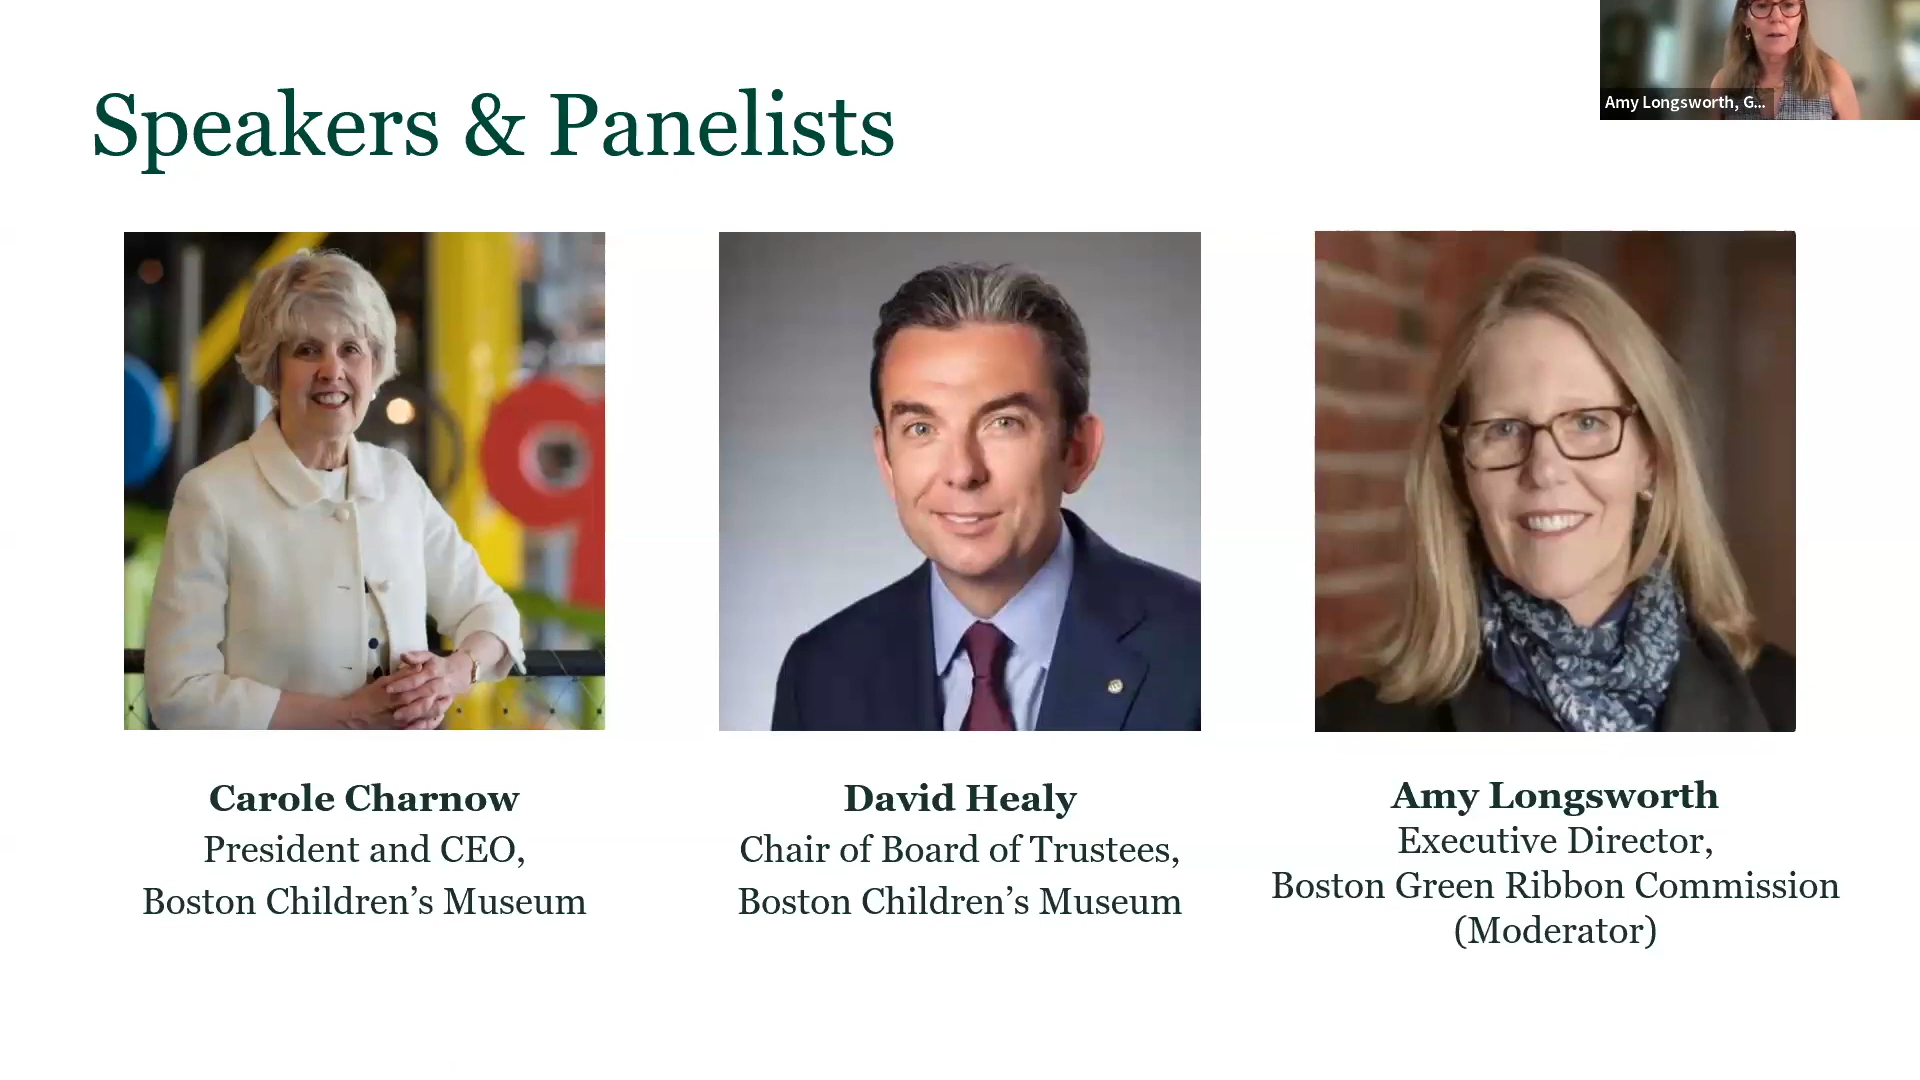 Amy Longsworth, G...
Speakers & Panelists
Carole Charnow
President and CEO,
Boston Children’s Museum
David Healy
Chair of Board of Trustees,
Boston Children’s Museum
Amy Longsworth
Executive Director,
Boston Green Ribbon Commission
(Moderator)